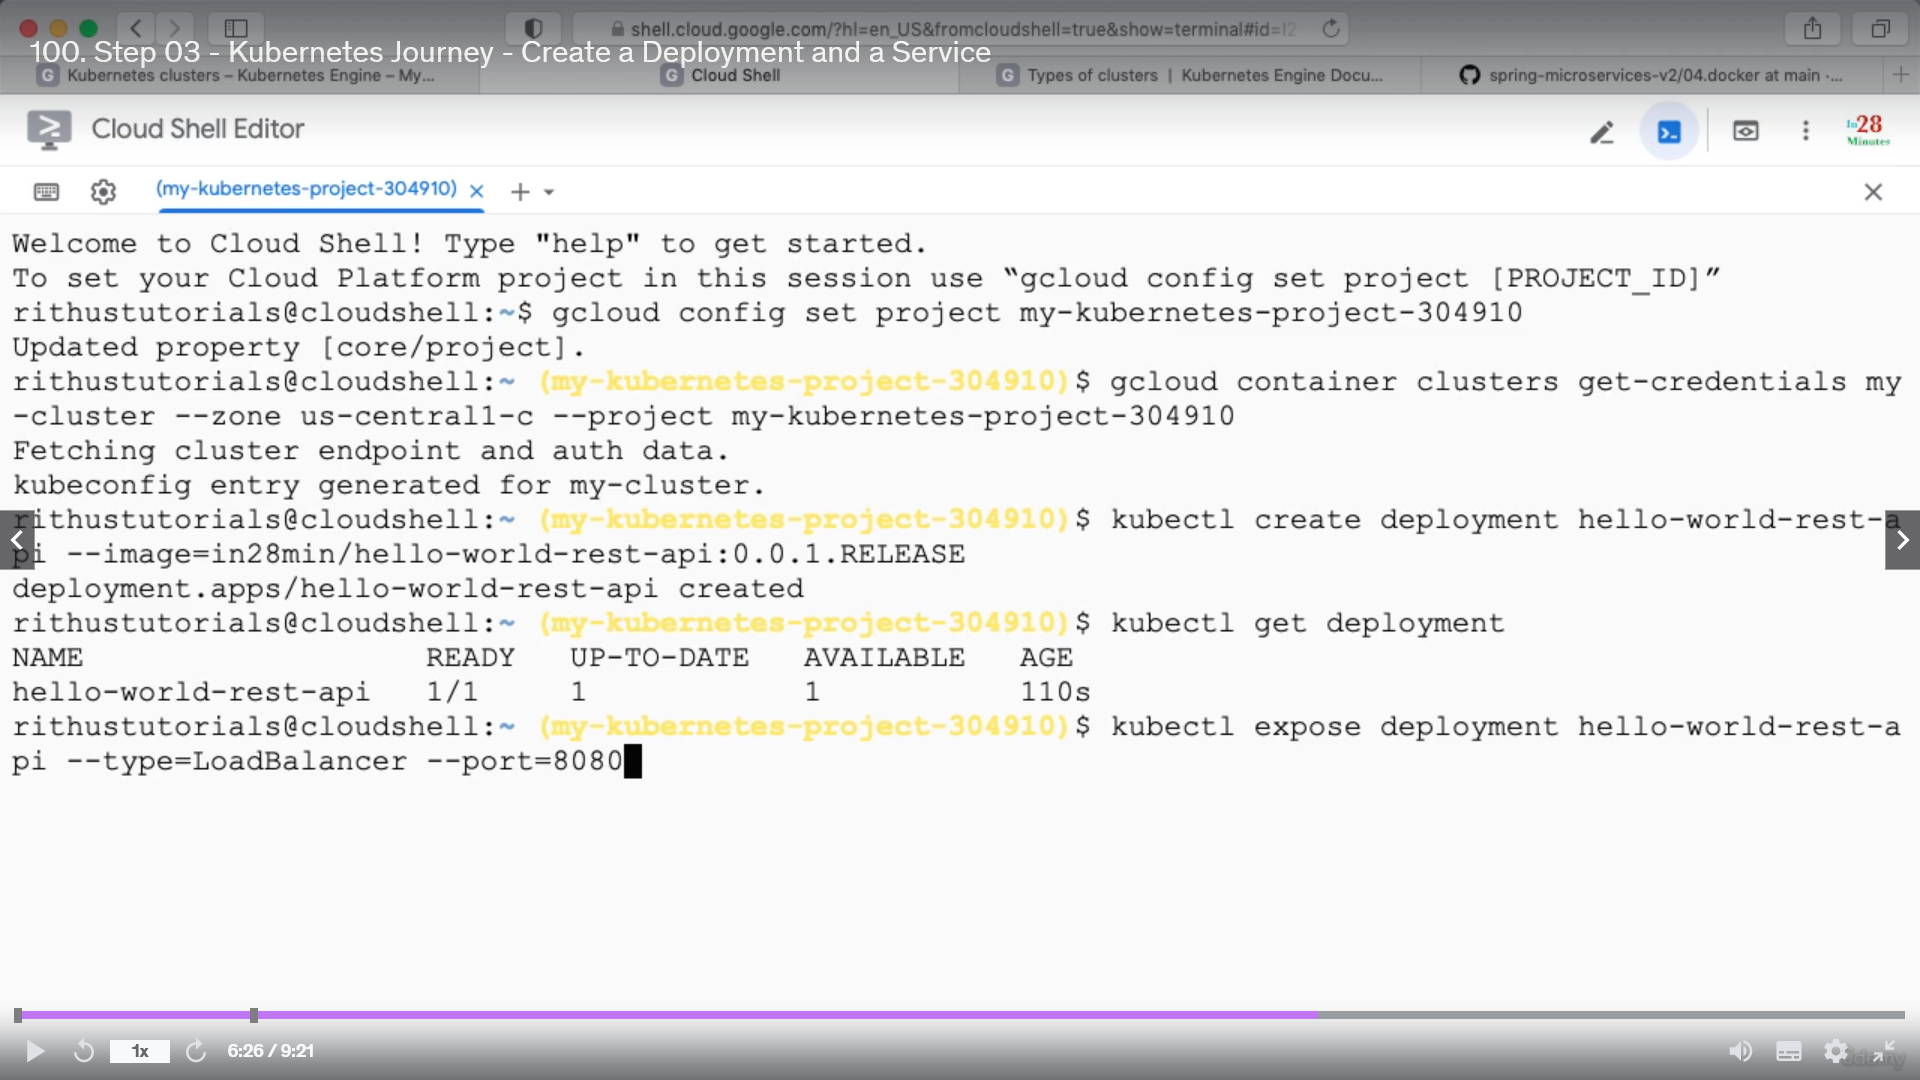 shell.cloud.google.com/?hl=en_US&fromcloudshell=true&show=terminal#id=
100. Step 03 - Kubernetes Journey - Create a Deployment and a Service
Kubernetes clusters – Kubernetes Engine – My...
Cloud Shell
Types of clusters | Kubernetes Engine Docu...
spring-microservices-v2/04.docker at main ·...
Cloud Shell Editor
In28
Minutes
(my-kubernetes-project-304910)
Welcome to Cloud Shell! Type "help" to get started.
To set your Cloud Platform project in this session use “gcloud config set project [PROJECT_ID]”
rithustutorials@cloudshell:~$ gcloud config set project my-kubernetes-project-304910
Updated property [core/project].
rithustutorials@cloudshell:~ (my-kubernetes-project-304910)$ gcloud container clusters get-credentials my
-cluster --zone us-central1-c --project my-kubernetes-project-304910
Fetching cluster endpoint and auth data.
kubeconfig entry generated for my-cluster.
rithustutorials@cloudshell:~ (my-kubernetes-project-304910)$ kubectl create deployment hello-world-rest-a
pi --image=in28min/hello-world-rest-api:0.0.1.RELEASE
deployment.apps/hello-world-rest-api created
rithustutorials@cloudshell:~ (my-kubernetes-project-304910)$ kubectl get deployment
NAME READY UP-TO-DATE AVAILABLE AGE
hello-world-rest-api 1/1 1 1 110s
rithustutorials@cloudshell:~ (my-kubernetes-project-304910)$ kubectl expose deployment hello-world-rest-a
pi --type=LoadBalancer --port=8080
1x
6:26 / 9:21